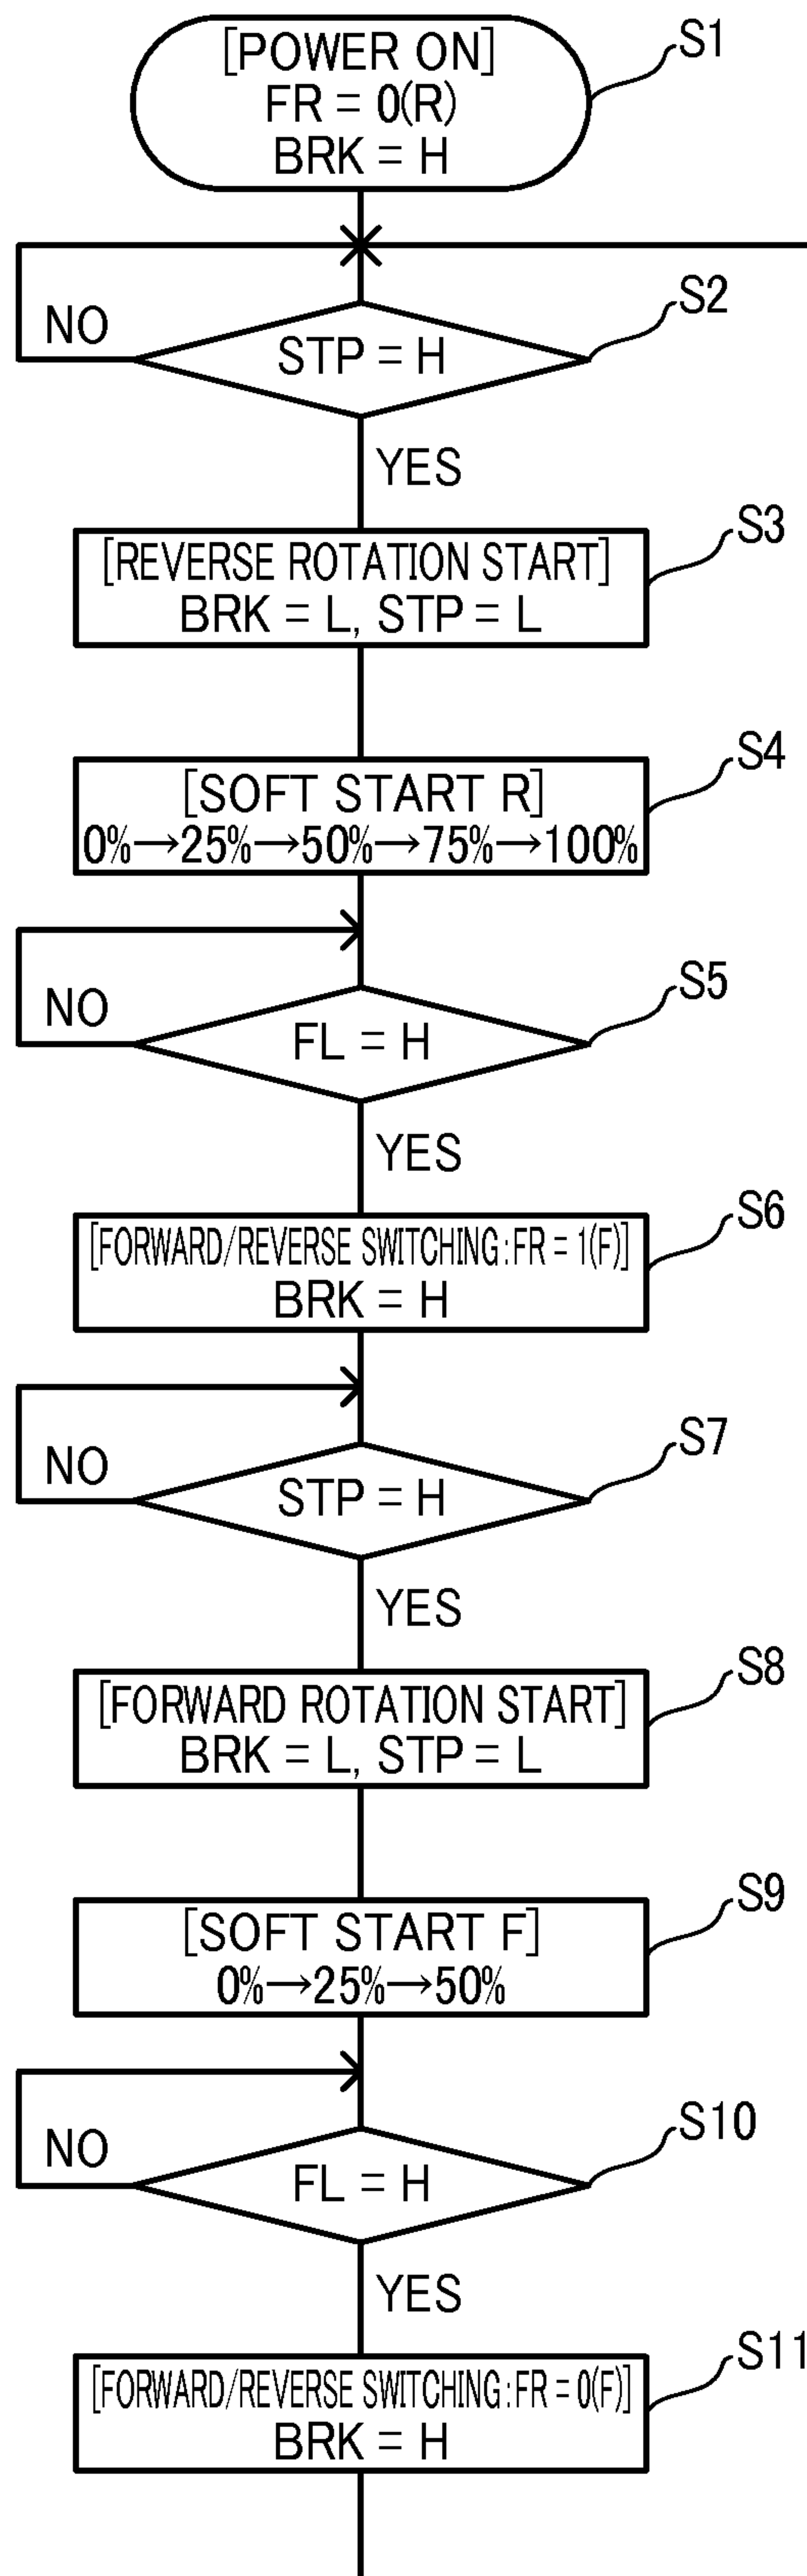 [POWER ON]
FR = 0(R)
BRK = H
S1
STP = H
S2
NO
YES
[REVERSE ROTATION START]
BRK = L, STP = L
S3
[SOFT START R]
0%→25%→50%→75%→100%
S4
FL = H
S5
NO
YES
[FORWARD/REVERSE SWITCHING:FR = 1(F)]
BRK = H
S6
STP = H
S7
NO
YES
[FORWARD ROTATION START]
BRK = L, STP = L
S8
[SOFT START F]
0%→25%→50%
S9
FL = H
S10
NO
YES
[FORWARD/REVERSE SWITCHING:FR = 0(F)]
BRK = H
S11